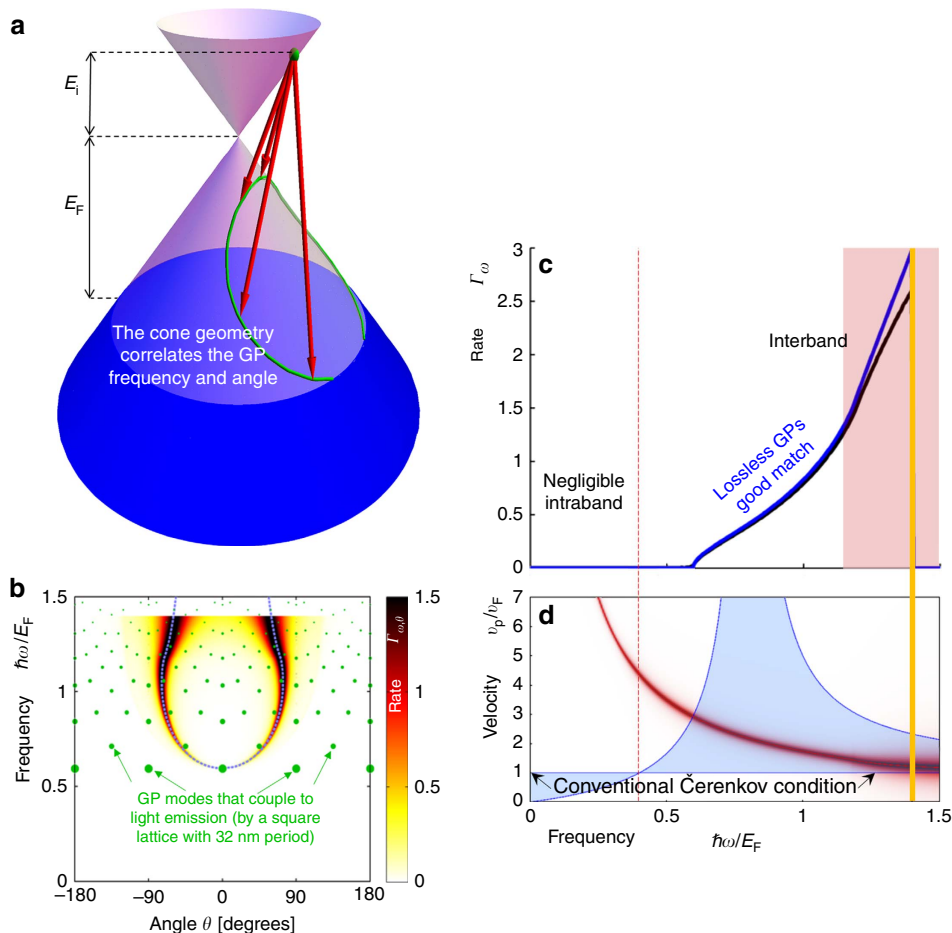 a
E_i
E_F
The cone geometry
correlates the GP
frequency and angle
b
1.5
1
0.5
0
Frequency
ℏω/E_F
GP modes that couple to
light emission (by a square
lattice with 32 nm period)
−180
−90
0
90
180
Angle θ [degrees]
1.5
1
0.5
0
Rate
Γ_ω,θ
c
3
2.5
2
1.5
1
0.5
0
Rate
Γ_ω
Negligible
intraband
Lossless GPs
good match
Interband
d
7
6
5
4
3
2
1
0
Velocity
υ_p/υ_F
Conventional Čerenkov condition
0
0.5
1
1.5
Frequency
ℏω/E_F